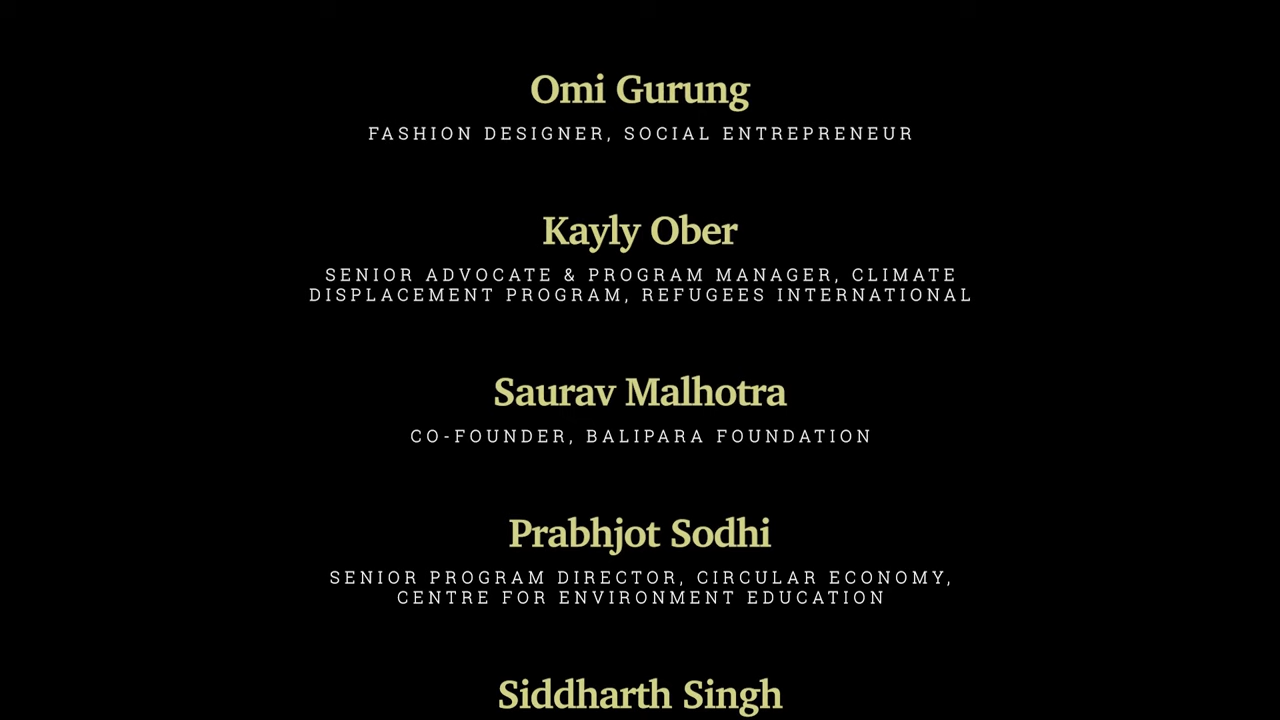 Omi Gurung
FASHION DESIGNER, SOCIAL ENTREPRENEUR
Kayly Ober
SENIOR ADVOCATE & PROGRAM MANAGER, CLIMATE
DISPLACEMENT PROGRAM, REFUGEES INTERNATIONAL
Saurav Malhotra
CO-FOUNDER, BALIPARA FOUNDATION
Prabhjot Sodhi
SENIOR PROGRAM DIRECTOR, CIRCULAR ECONOMY,
CENTRE FOR ENVIRONMENT EDUCATION
Siddharth Singh